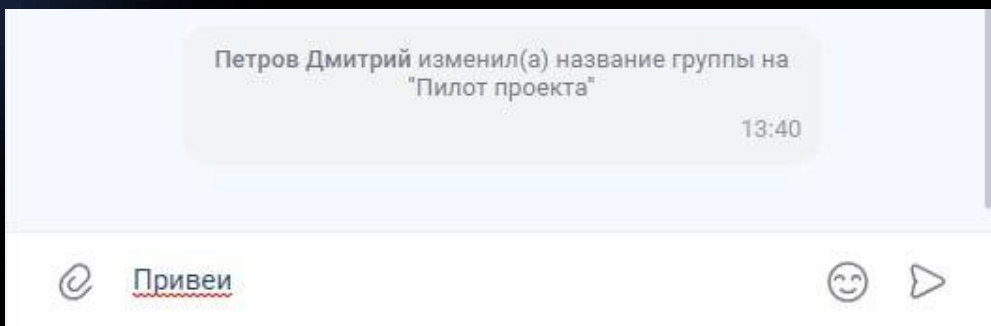 Петров Дмитрий изменил(а) название группы на
"Пилот проекта"
13:40
Привеи